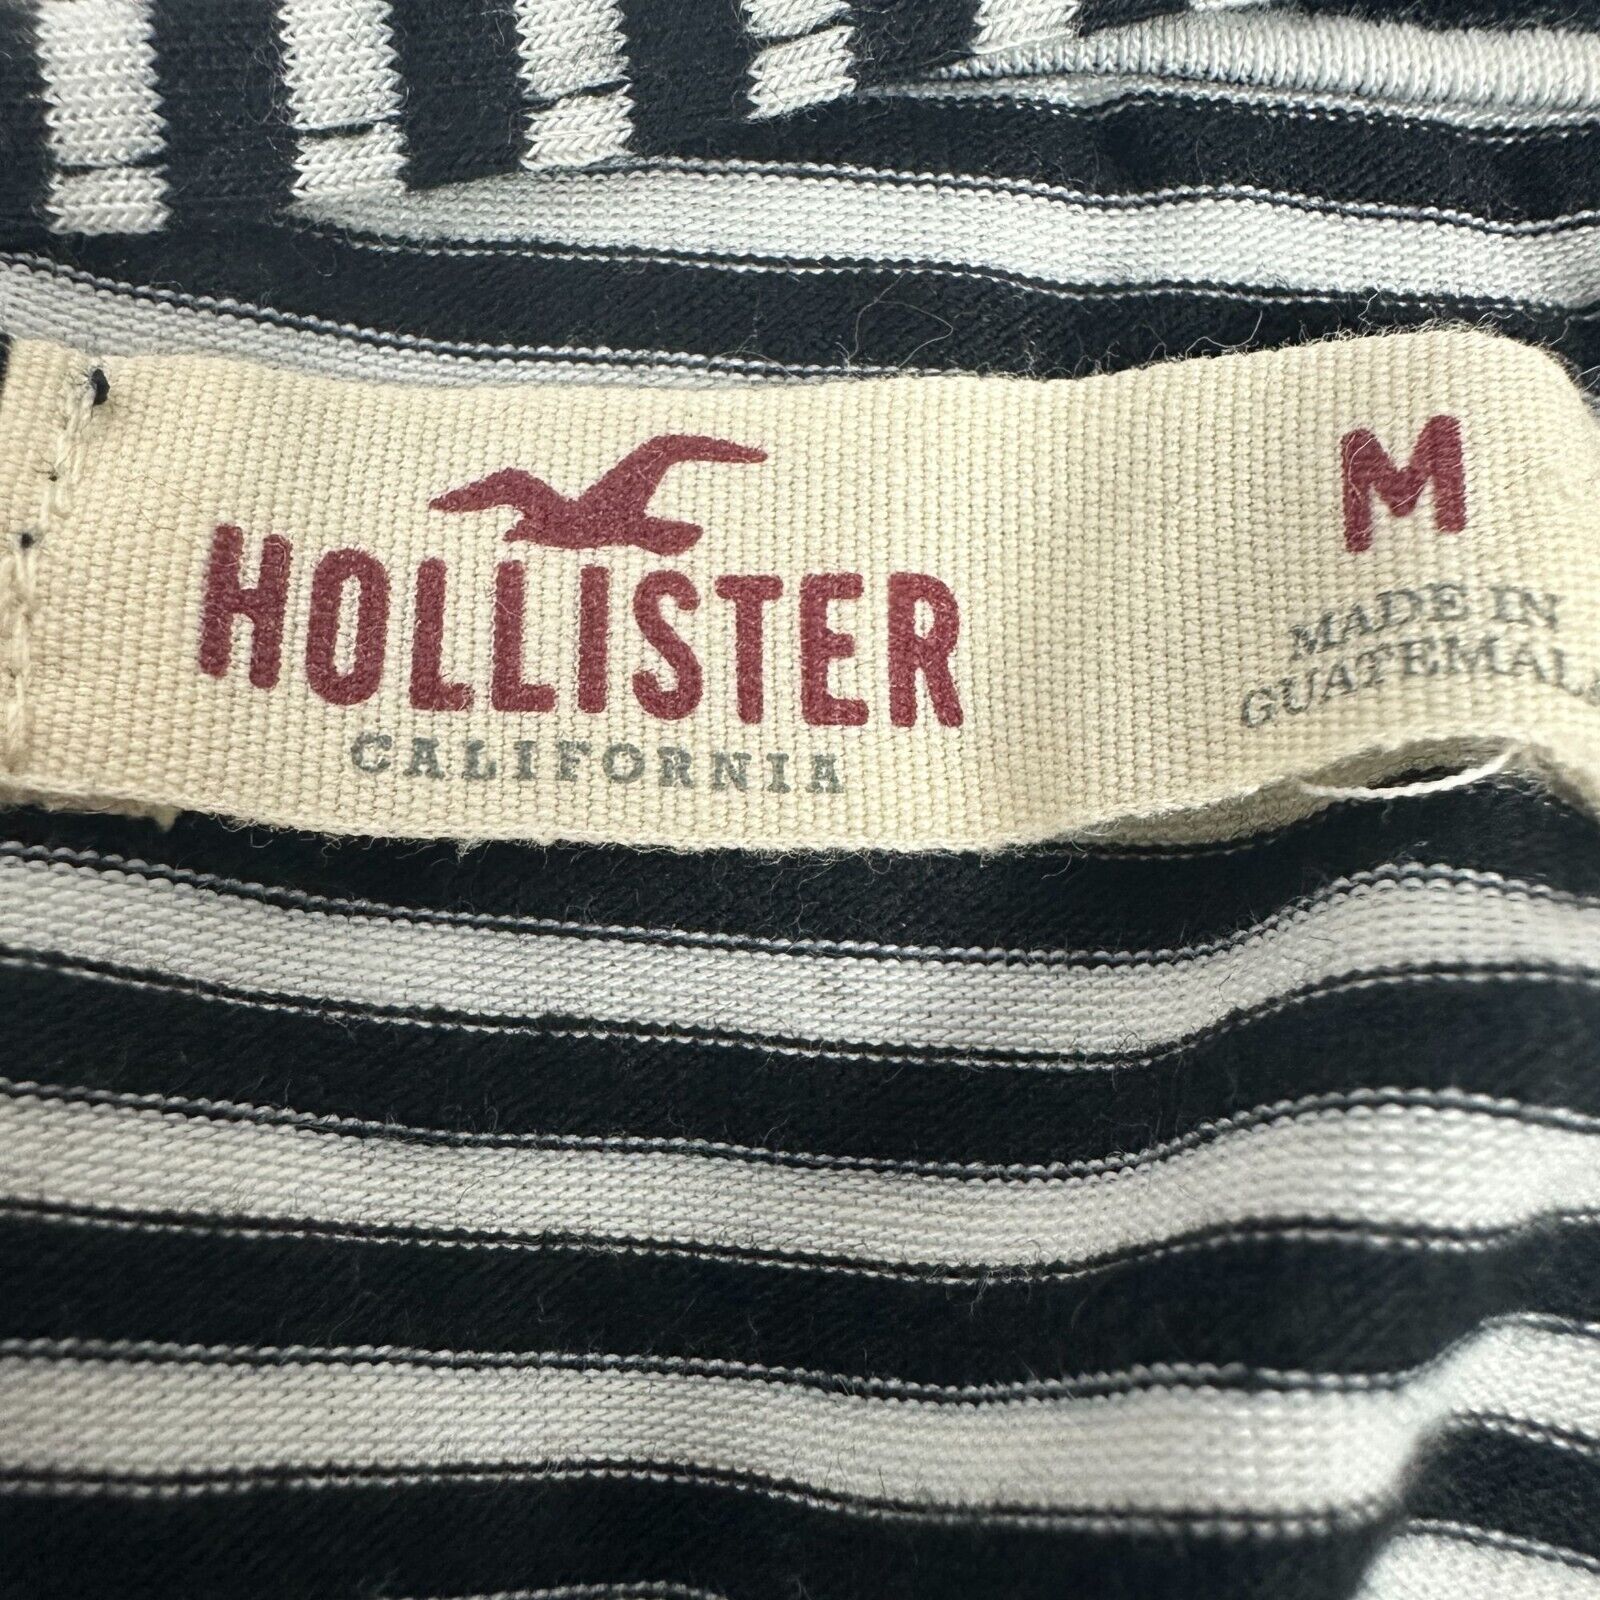 HOLLISTER
CALIFORNIA
M
MADE IN
GUATEMALA